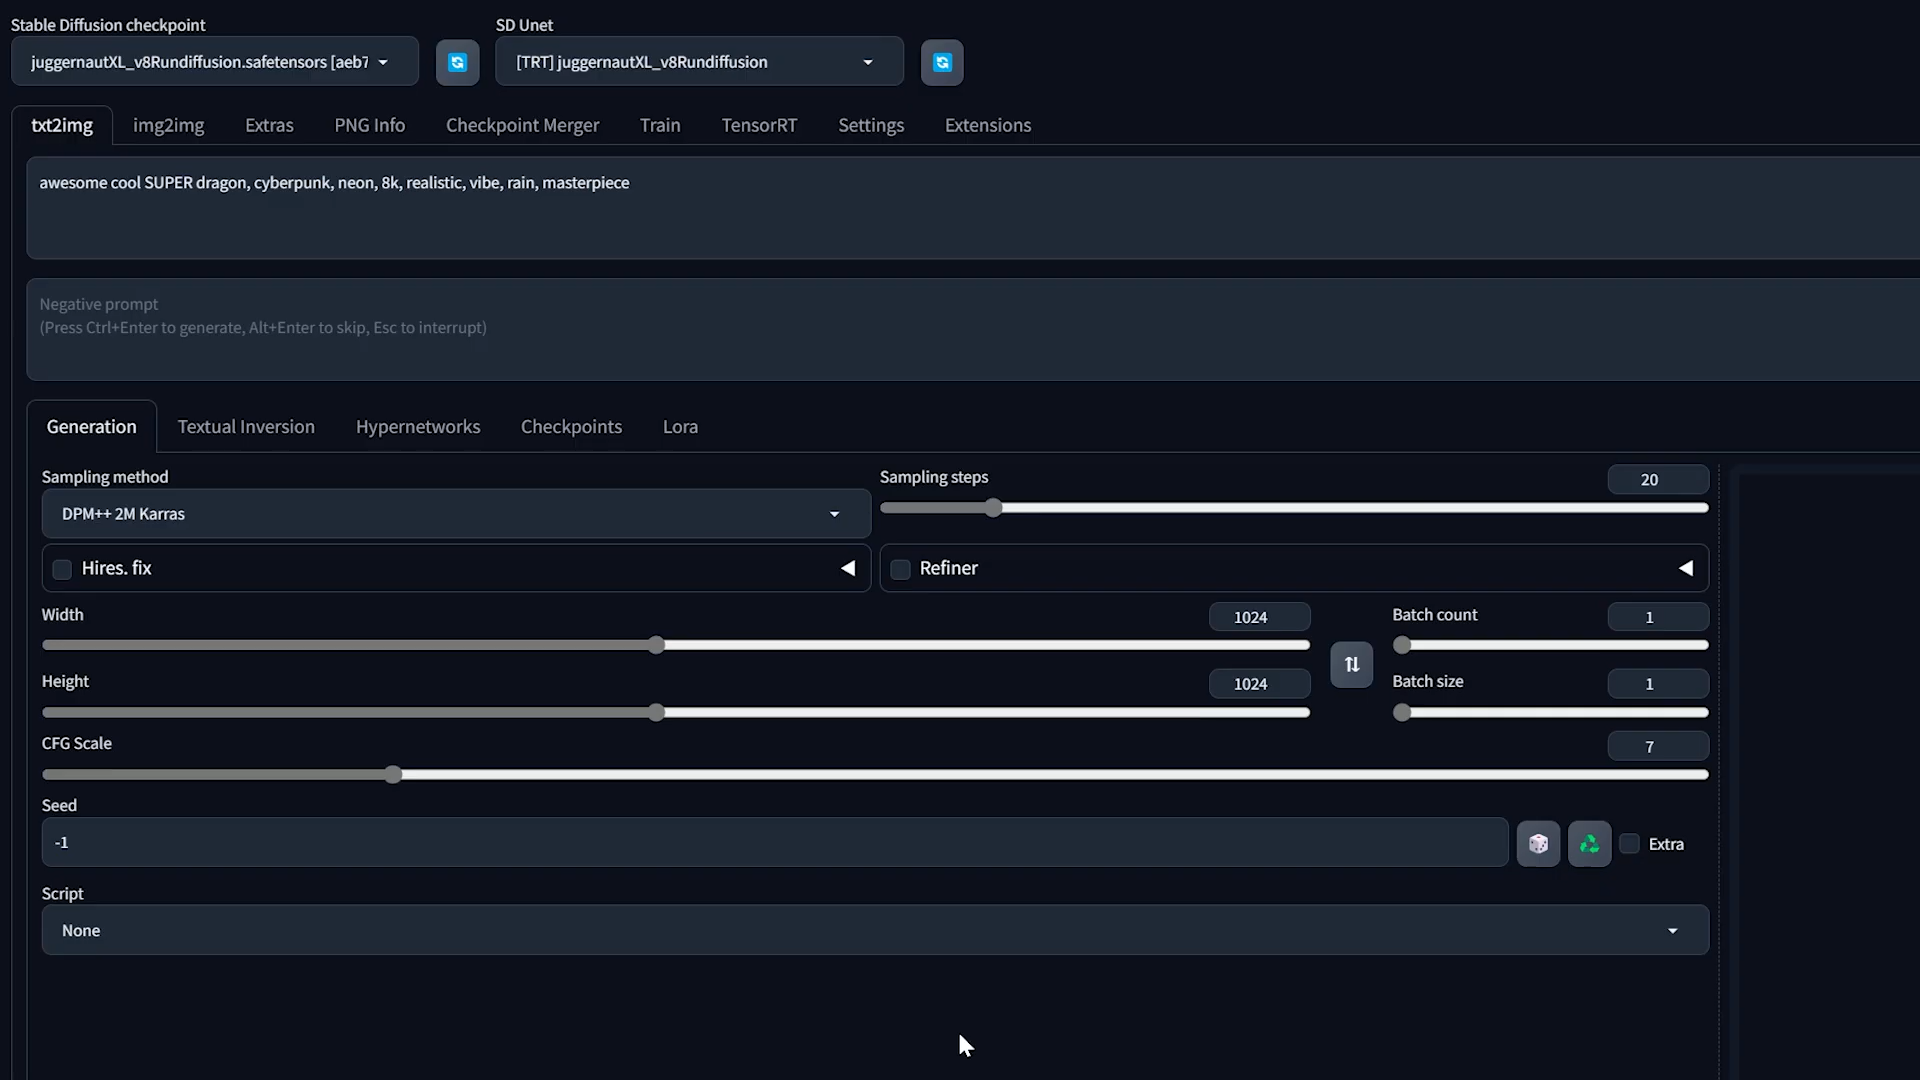 Stable Diffusion checkpoint
SD Unet
juggernautXL_v8Rundiffusion.safetensors [aeb7
[TRT] juggernautXL_v8Rundiffusion
txt2img img2img Extras PNG Info Checkpoint Merger Train TensorRT Settings Extensions
awesome cool SUPER dragon, cyberpunk, neon, 8k, realistic, vibe, rain, masterpiece
Negative prompt
(Press Ctrl+Enter to generate, Alt+Enter to skip, Esc to interrupt)
Generation Textual Inversion Hypernetworks Checkpoints Lora
Sampling method
Sampling steps
20
DPM++ 2M Karras
Hires. fix
Refiner
Width
1024
Batch count
1
Height
1024
Batch size
1
CFG Scale
7
Seed
-1
Extra
Script
None